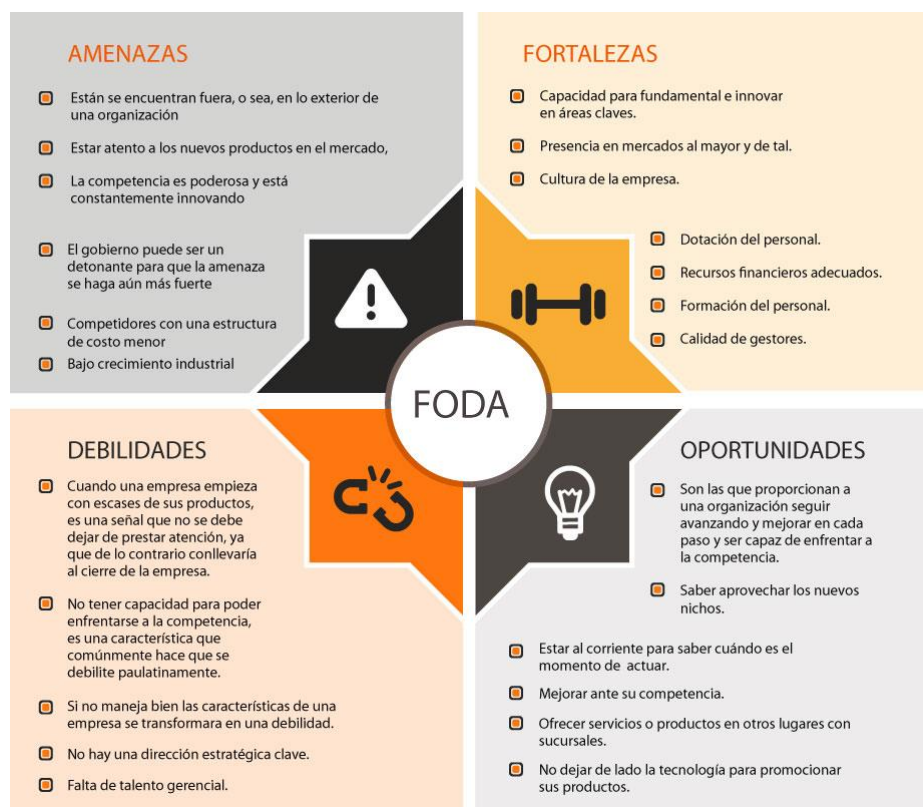 AMENAZAS
Están se encuentran fuera, o sea, en lo exterior de
una organización
Estar atento a los nuevos productos en el mercado,
La competencia es poderosa y está
constantemente innovando
El gobierno puede ser un
detonante para que la amenaza
se haga aún más fuerte
Competidores con una estructura
de costo menor
Bajo crecimiento industrial
FORTALEZAS
Capacidad para fundamental e innovar
en áreas claves.
Presencia en mercados al mayor y de tal.
Cultura de la empresa.
Dotación del personal.
Recursos financieros adecuados.
Formación del personal.
Calidad de gestores.
FODA
DEBILIDADES
Cuando una empresa empieza
con escases de sus productos,
es una señal que no se debe
dejar de prestar atención, ya
que de lo contrario conllevaría
al cierre de la empresa.
No tener capacidad para poder
enfrentarse a la competencia,
es una característica que
comúnmente hace que se
debilite paulatinamente.
Si no maneja bien las características de una
empresa se transformara en una debilidad.
No hay una dirección estratégica clave.
Falta de talento gerencial.
OPORTUNIDADES
Son las que proporcionan a
una organización seguir
avanzando y mejorar en cada
paso y ser capaz de enfrentar a
la competencia.
Saber aprovechar los nuevos
nichos.
Estar al corriente para saber cuándo es el
momento de actuar.
Mejorar ante su competencia.
Ofrecer servicios o productos en otros lugares con
sucursales.
No dejar de lado la tecnología para promocionar
sus productos.